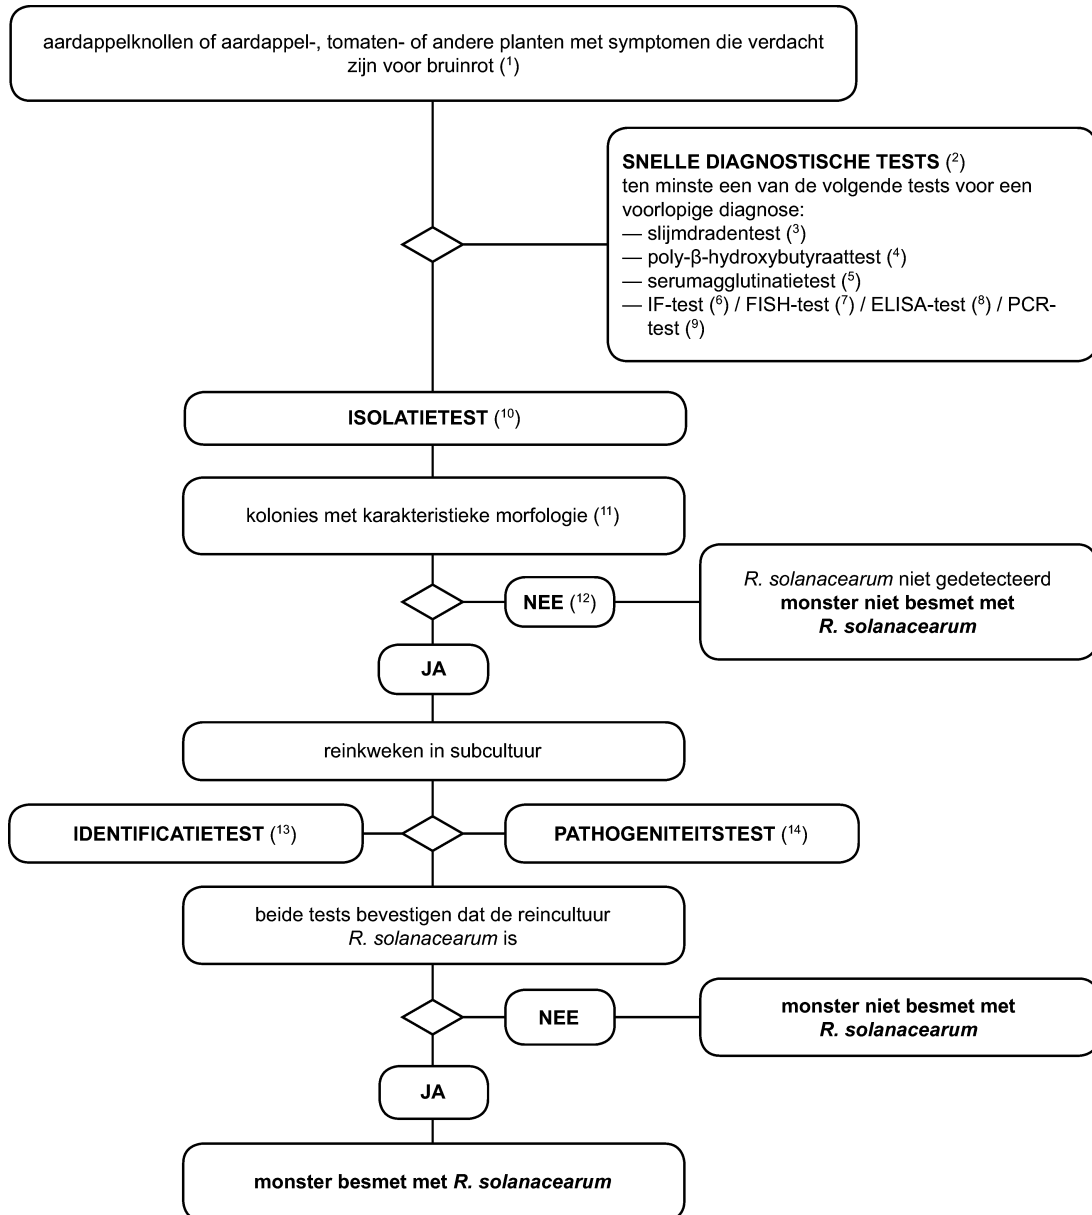 aardappelknollen of aardappel-, tomaten- of andere planten met symptomen die verdacht
zijn voor bruinrot (¹)
SNELLE DIAGNOSTISCHE TESTS (²)
ten minste een van de volgende tests voor een
voorlopige diagnose:
— slijmdradentest (³)
— poly-β-hydroxybutyraattest (⁴)
— serumagglutinatietest (⁵)
— IF-test (⁶) / FISH-test (⁷) / ELISA-test (⁸) / PCR-
test (⁹)
ISOLATIETEST (¹⁰)
kolonies met karakteristieke morfologie (¹¹)
NEE (¹²)
R. solanacearum niet gedetecteerd
monster niet besmet met
R. solanacearum
JA
reinkweken in subcultuur
IDENTIFICATIETEST (¹³)
PATHOGENITEITSTEST (¹⁴)
beide tests bevestigen dat de reincultuur
R. solanacearum is
NEE
monster niet besmet met
R. solanacearum
JA
monster besmet met R. solanacearum